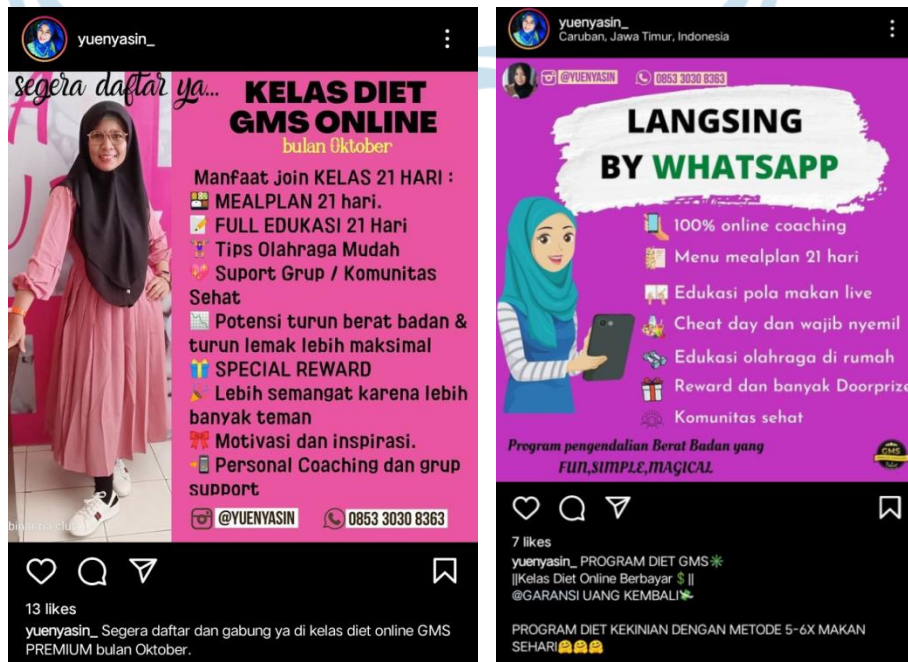 yuenyasin_
segera daftar ya...
KELAS DIET
GMS ONLINE
bulan Oktober
Manfaat join KELAS 21 HARI :
MEALPLAN 21 hari.
FULL EDUKASI 21 Hari
Tips Olahraga Mudah
Suport Grup / Komunitas
Sehat
Potensi turun berat badan &
turun lemak lebih maksimal
SPECIAL REWARD
Lebih semangat karena lebih
banyak teman
Motivasi dan inspirasi.
Personal Coaching dan grup
support
@YUENYASIN 0853 3030 8363
13 likes
yuenyasin_ Segera daftar dan gabung ya di kelas diet online GMS
PREMIUM bulan Oktober.
yuenyasin_
Caruban, Jawa Timur, Indonesia
@YUENYASIN 0853 3030 8363
LANGSING
BY WHATSAPP
100% online coaching
Menu mealplan 21 hari
Edukasi pola makan live
Cheat day dan wajib nyemil
Edukasi olahraga di rumah
Reward dan banyak Doorprize
Komunitas sehat
Program pengendalian Berat Badan yang
FUN,SIMPLE,MAGICAL
GMS
7 likes
yuenyasin_ PROGRAM DIET GMS✳️
||Kelas Diet Online Berbayar 💲||
@GARANSI UANG KEMBALI💸
PROGRAM DIET KEKINIAN DENGAN METODE 5-6X MAKAN
SEHARI🤗🤗🤗